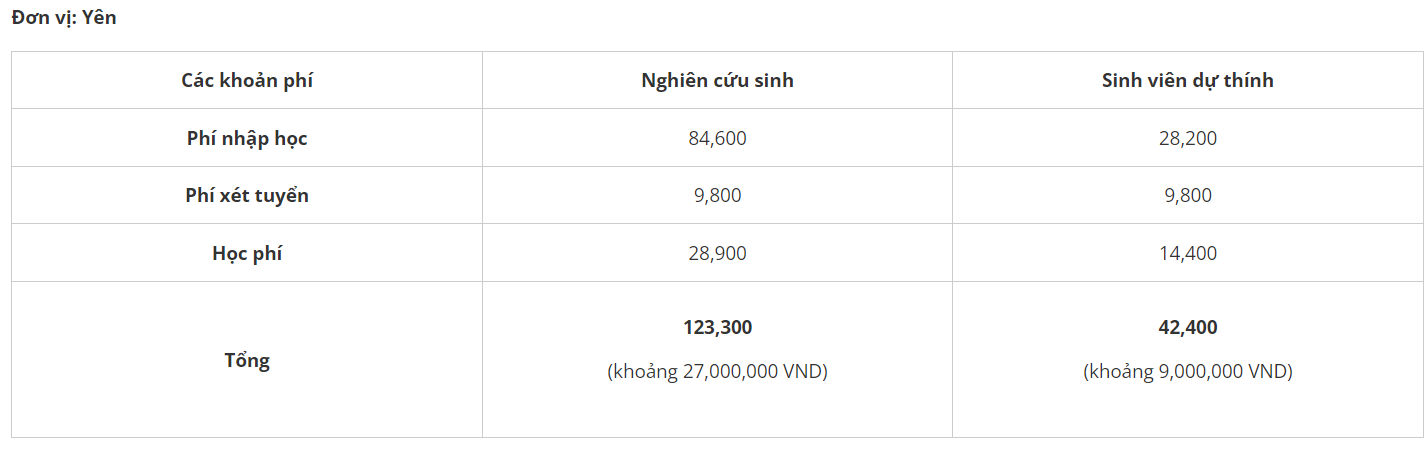 Đơn vị: Yên
Các khoản phí Nghiên cứu sinh Sinh viên dự thính
Phí nhập học 84,600 28,200
Phí xét tuyển 9,800 9,800
Học phí 28,900 14,400
Tổng 123,300 42,400
(khoảng 27,000,000 VND) (khoảng 9,000,000 VND)